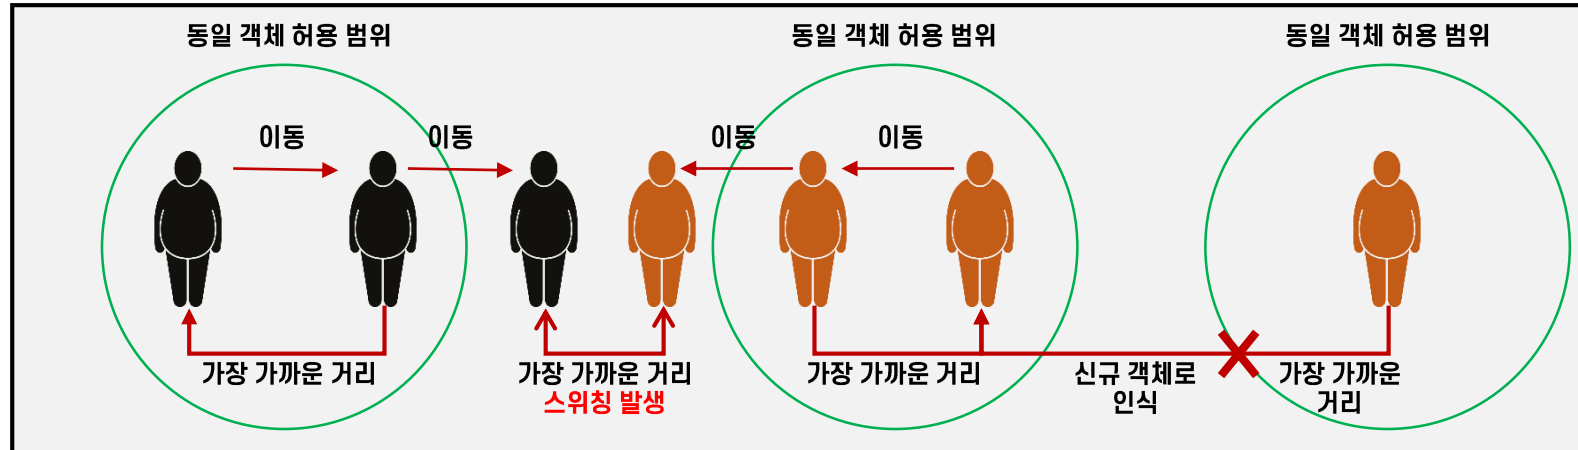 동일 객체 허용 범위
동일 객체 허용 범위
동일 객체 허용 범위
이동
이동
이동
이동
가장 가까운 거리
가장 가까운 거리
스위칭 발생
가장 가까운 거리
신규 객체로
인식
가장 가까운
거리